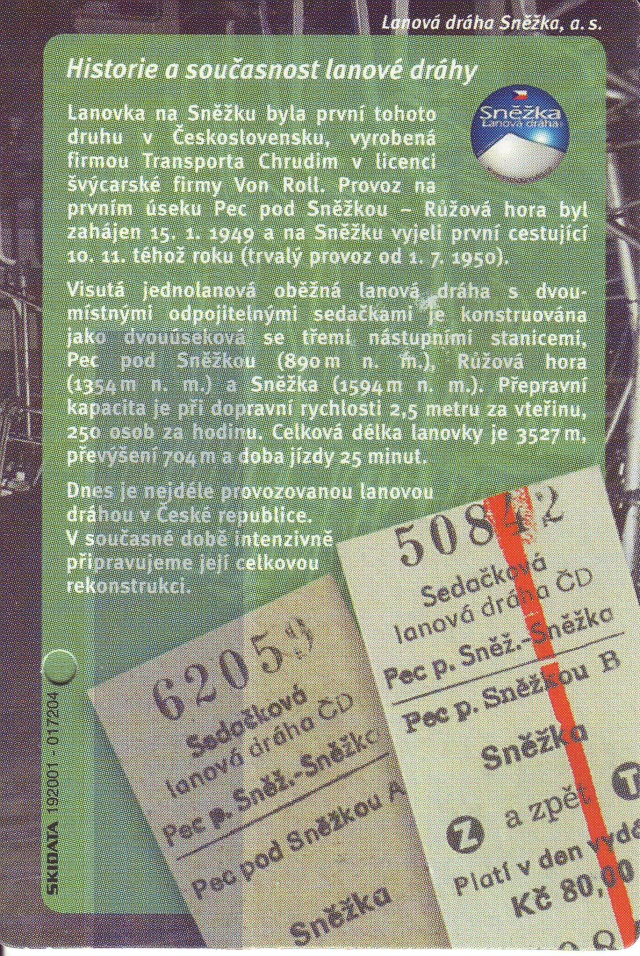 Lanová dráha Sněžka, a. s.
Historie a současnost lanové dráhy
Sněžka
Lanová dráha
Lanovka na Sněžku byla první tohoto
druhu v Československu, vyrobená
firmou Transporta Chrudim v licenci
švýcarské firmy Von Roll. Provoz na
prvním úseku Pec pod Sněžkou – Růžová hora byl
zahájen 15. 1. 1949 a na Sněžku vyjeli první cestující
10. 11. téhož roku (trvalý provoz od 1. 7. 1950).
Visutá jednolanová oběžná lanová dráha s dvou-
místnými odpojitelnými sedačkami je konstruována
jako dvouúseková se třemi nástupními stanicemi,
Pec pod Sněžkou (890 m n. m.), Růžová hora
(1354 m n. m.) a Sněžka (1594 m n. m.). Přepravní
kapacita je při dopravní rychlosti 2,5 metru za vteřinu,
250 osob za hodinu. Celková délka lanovky je 3527 m,
převýšení 704 m a doba jízdy 25 minut.
Dnes je nejdéle provozovanou lanovou
dráhou v České republice.
V současné době intenzivně
připravujeme její celkovou
rekonstrukci.
50842
Sedačková
lanová dráha ČD
Pec p. Sněž.-Sněžka
Pec p. Sněžkou B
Sněžka
Z a zpět T
Platí v den vydá
Kč 80,00
62059
Sedačková
lanová dráha ČD
Pec p. Sněž.-Sněžka
Pec pod Sněžkou A
Sněžka
SKIDATA 192001 - 017204